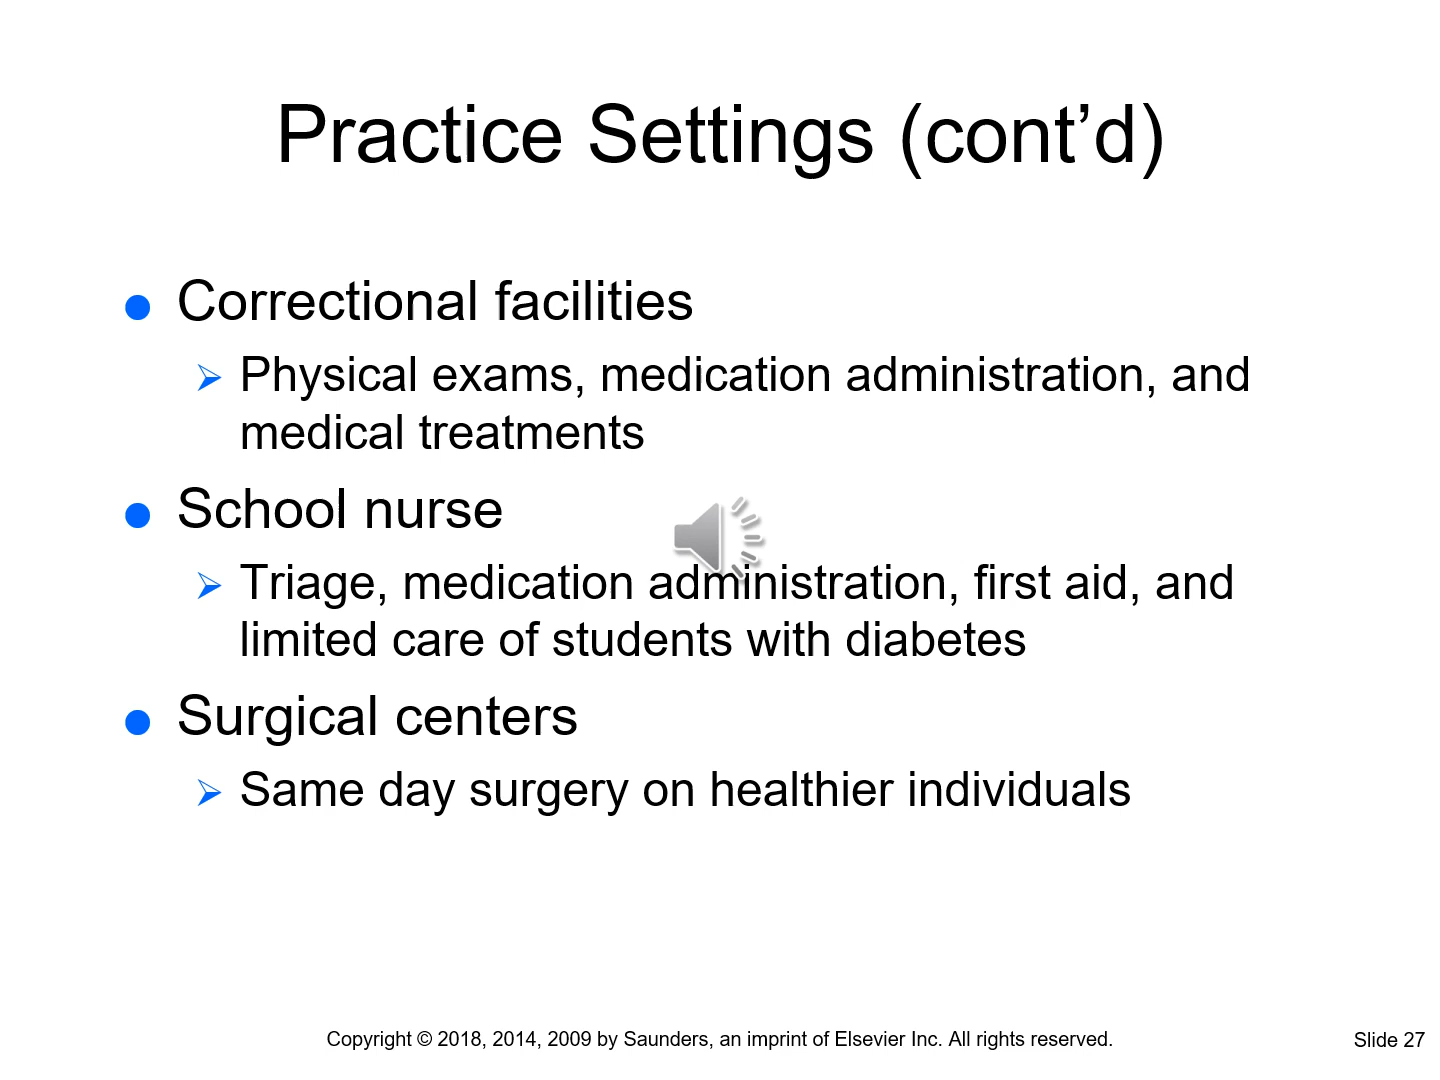 Practice Settings (cont’d)
Correctional facilities
Physical exams, medication administration, and
medical treatments
School nurse
Triage, medication administration, first aid, and
limited care of students with diabetes
Surgical centers
Same day surgery on healthier individuals
Copyright © 2018, 2014, 2009 by Saunders, an imprint of Elsevier Inc. All rights reserved.
Slide 27